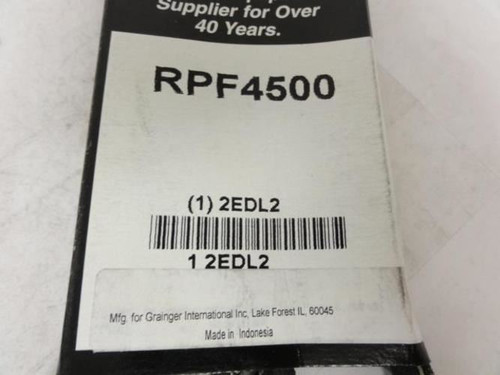 Supplier for Over
40 Years.
RPF4500
(1) 2EDL2
1 2EDL2
Mfg. for Grainger International Inc, Lake Forest IL, 60045
Made in Indonesia